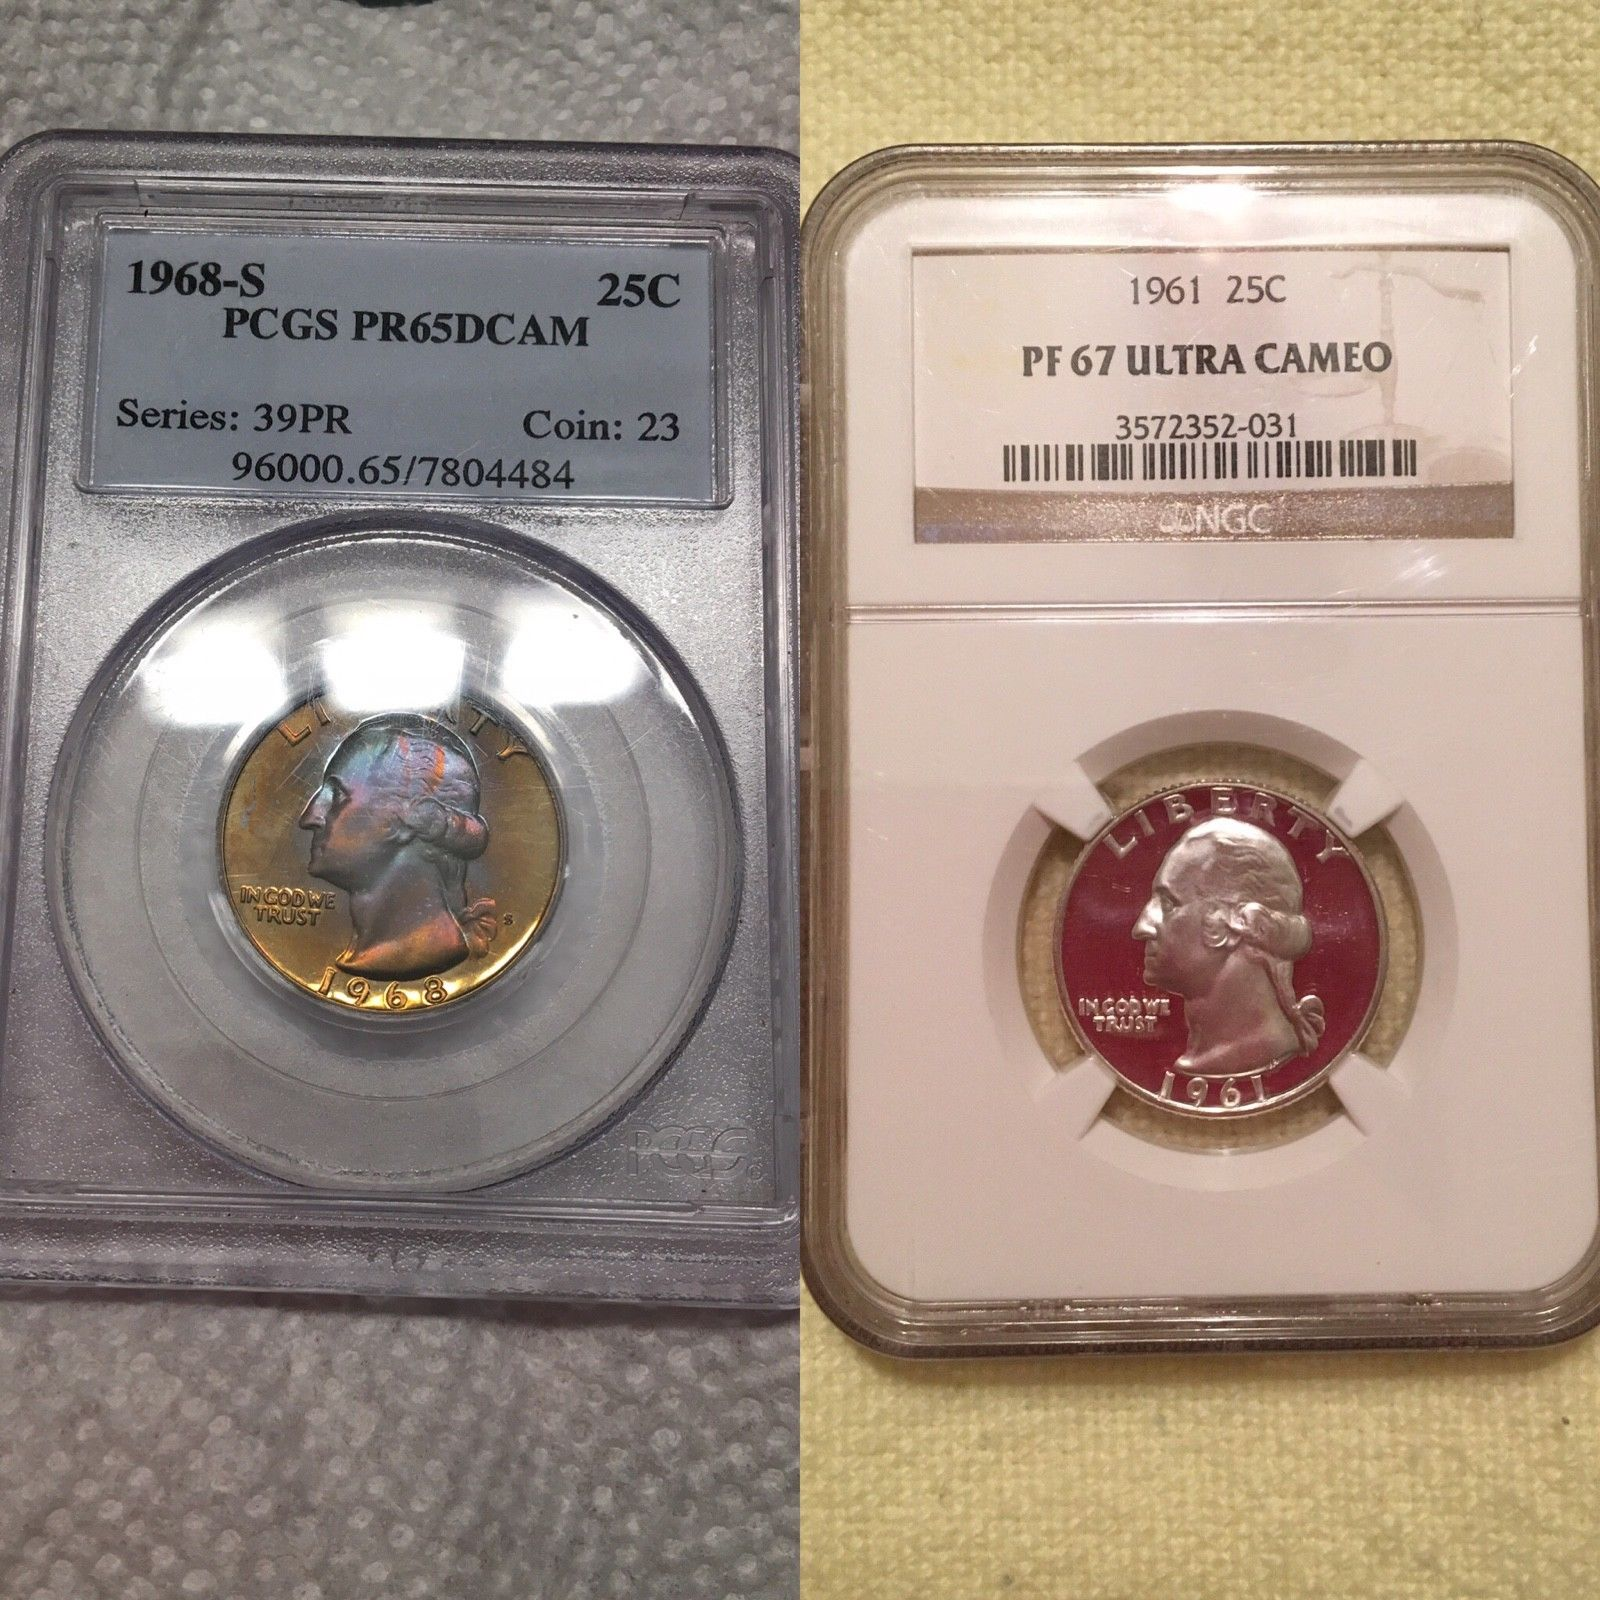 1968-S 25C
PCGS PR65DCAM
Series: 39PR Coin: 23
96000.65/7804484
LIBERTY
IN GOD WE
TRUST
S
1968
PCGS
1961 25C
PF 67 ULTRA CAMEO
3572352-031
NGC
LIBERTY
IN GOD WE
TRUST
1961